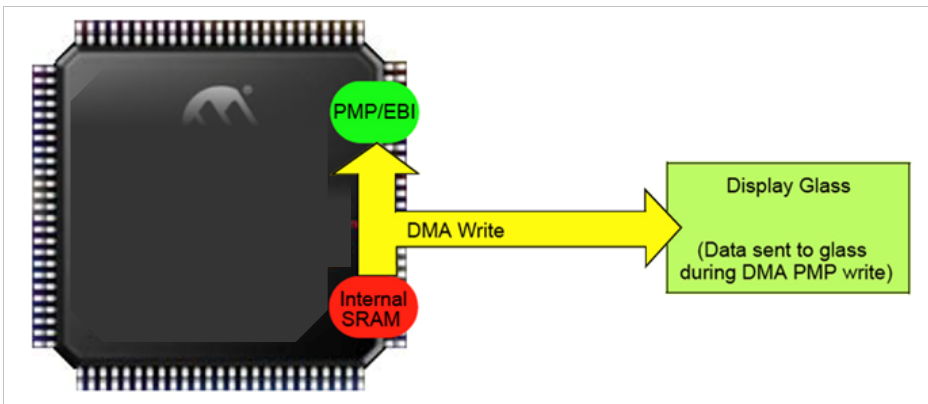 PMP/EBI
Display Glass
DMA Write
(Data sent to glass
during DMA PMP write)
Internal
SRAM